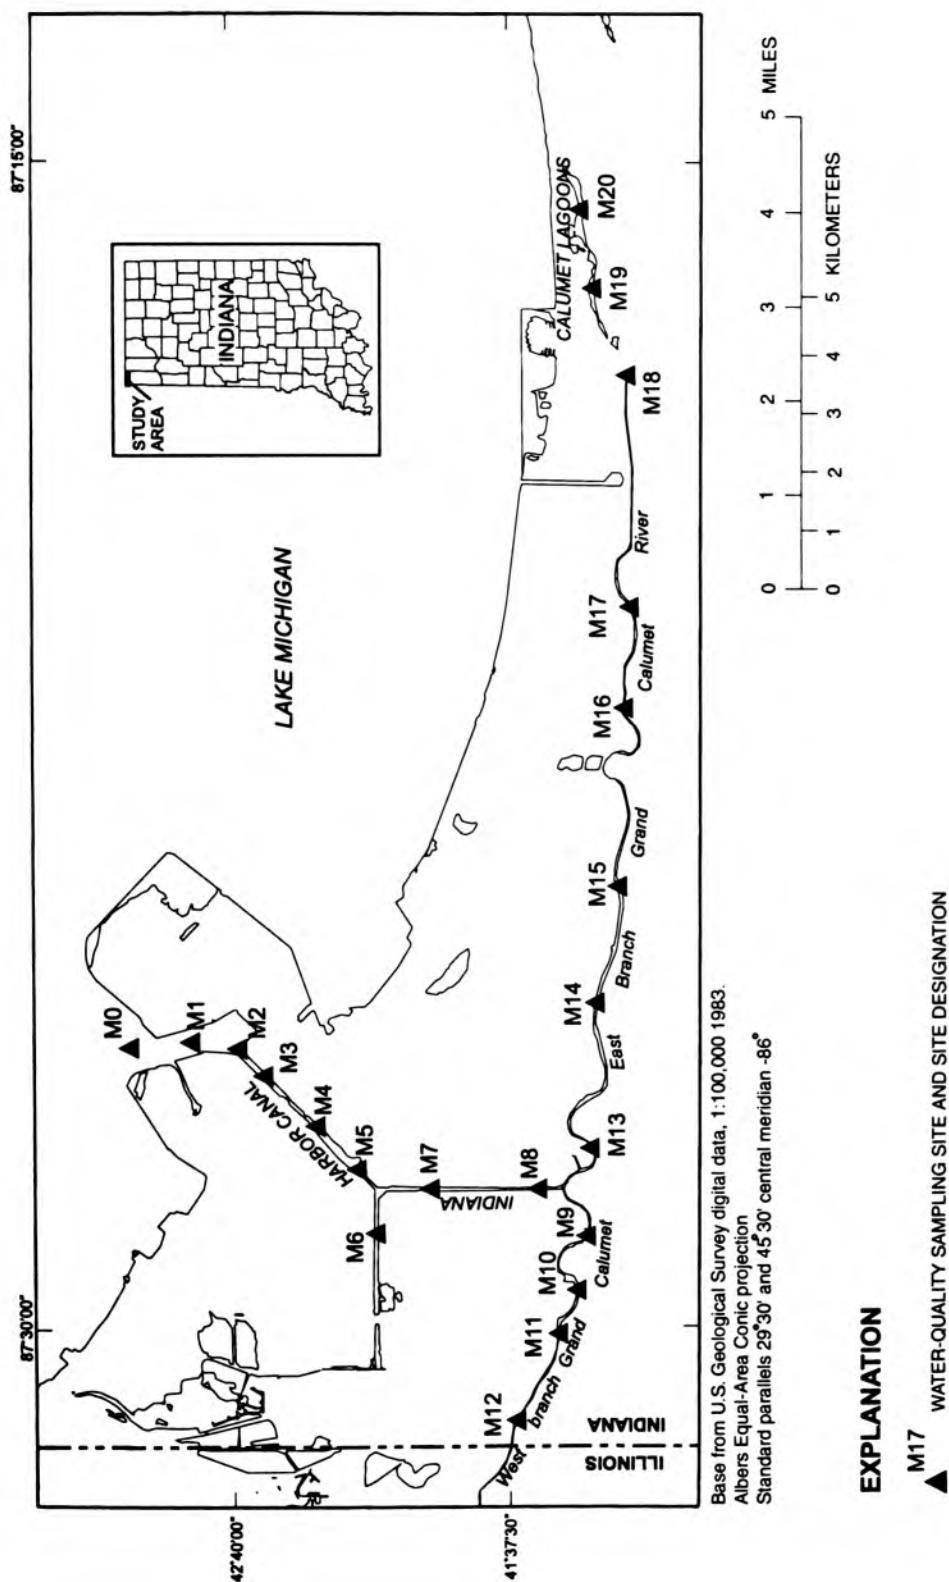 87°30'00"
87°15'00"
42°40'00"
41°37'30"
STUDY
AREA
INDIANA
LAKE MICHIGAN
M0
M1
M2
M3
M4
HARBOR CANAL
M5
M6
M7
INDIANA
M8
M9
M10
M11
M12
M13
M14
M15
M16
M17
M18
M19
M20
CALUMET LAGOONS
West
branch
Grand
Calumet
East
Branch
Grand
Calumet
River
ILLINOIS
INDIANA
Base from U.S. Geological Survey digital data, 1:100,000 1983.
Albers Equal-Area Conic projection
Standard parallels 29°30' and 45°30' central meridian -86°
0 1 2 3 4 5 MILES
0 1 2 3 4 5 KILOMETERS
EXPLANATION
M17
WATER-QUALITY SAMPLING SITE AND SITE DESIGNATION